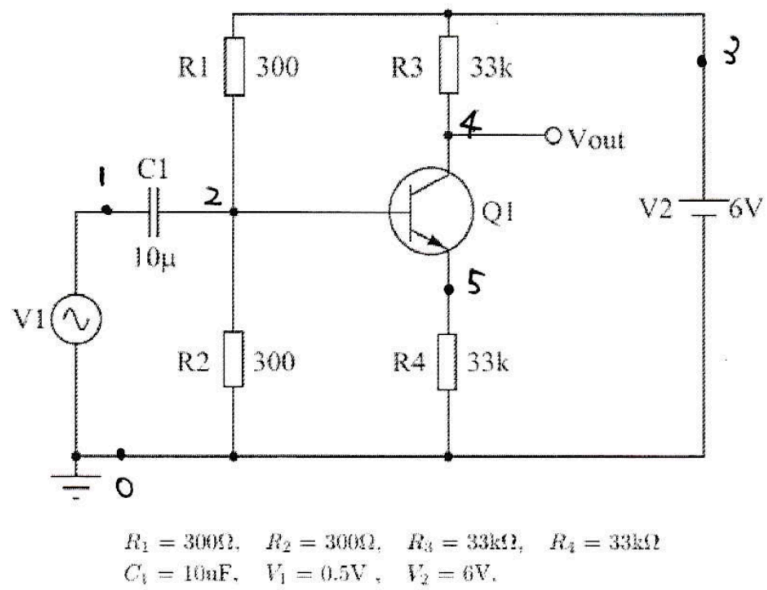 3
R1 300
R3 33k
4
Vout
1
C1
2
10µ
Q1
V2 6V
5
V1
R2 300
R4 33k
0
R₁ = 300Ω, R₂ = 300Ω, R₃ = 33kΩ, R₄ = 33kΩ
C₁ = 10uF, V₁ = 0.5V , V₂ = 6V.